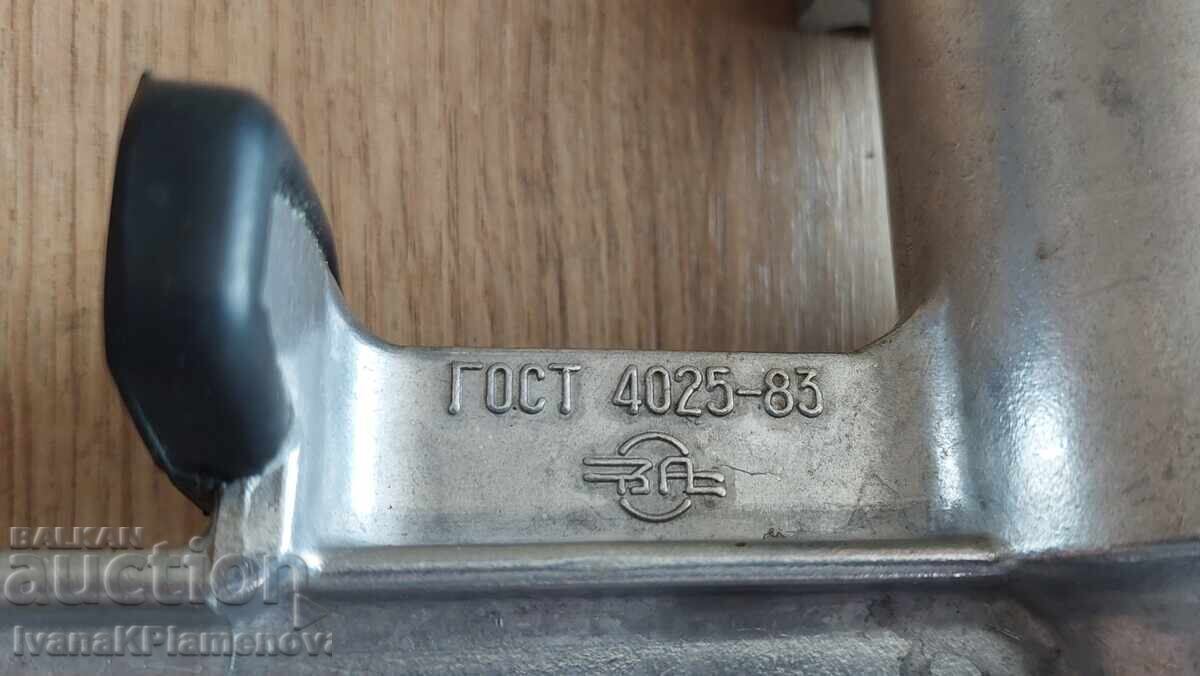 ГОСТ 4025-83
BALKAN
auction
IvanaKPlamenova